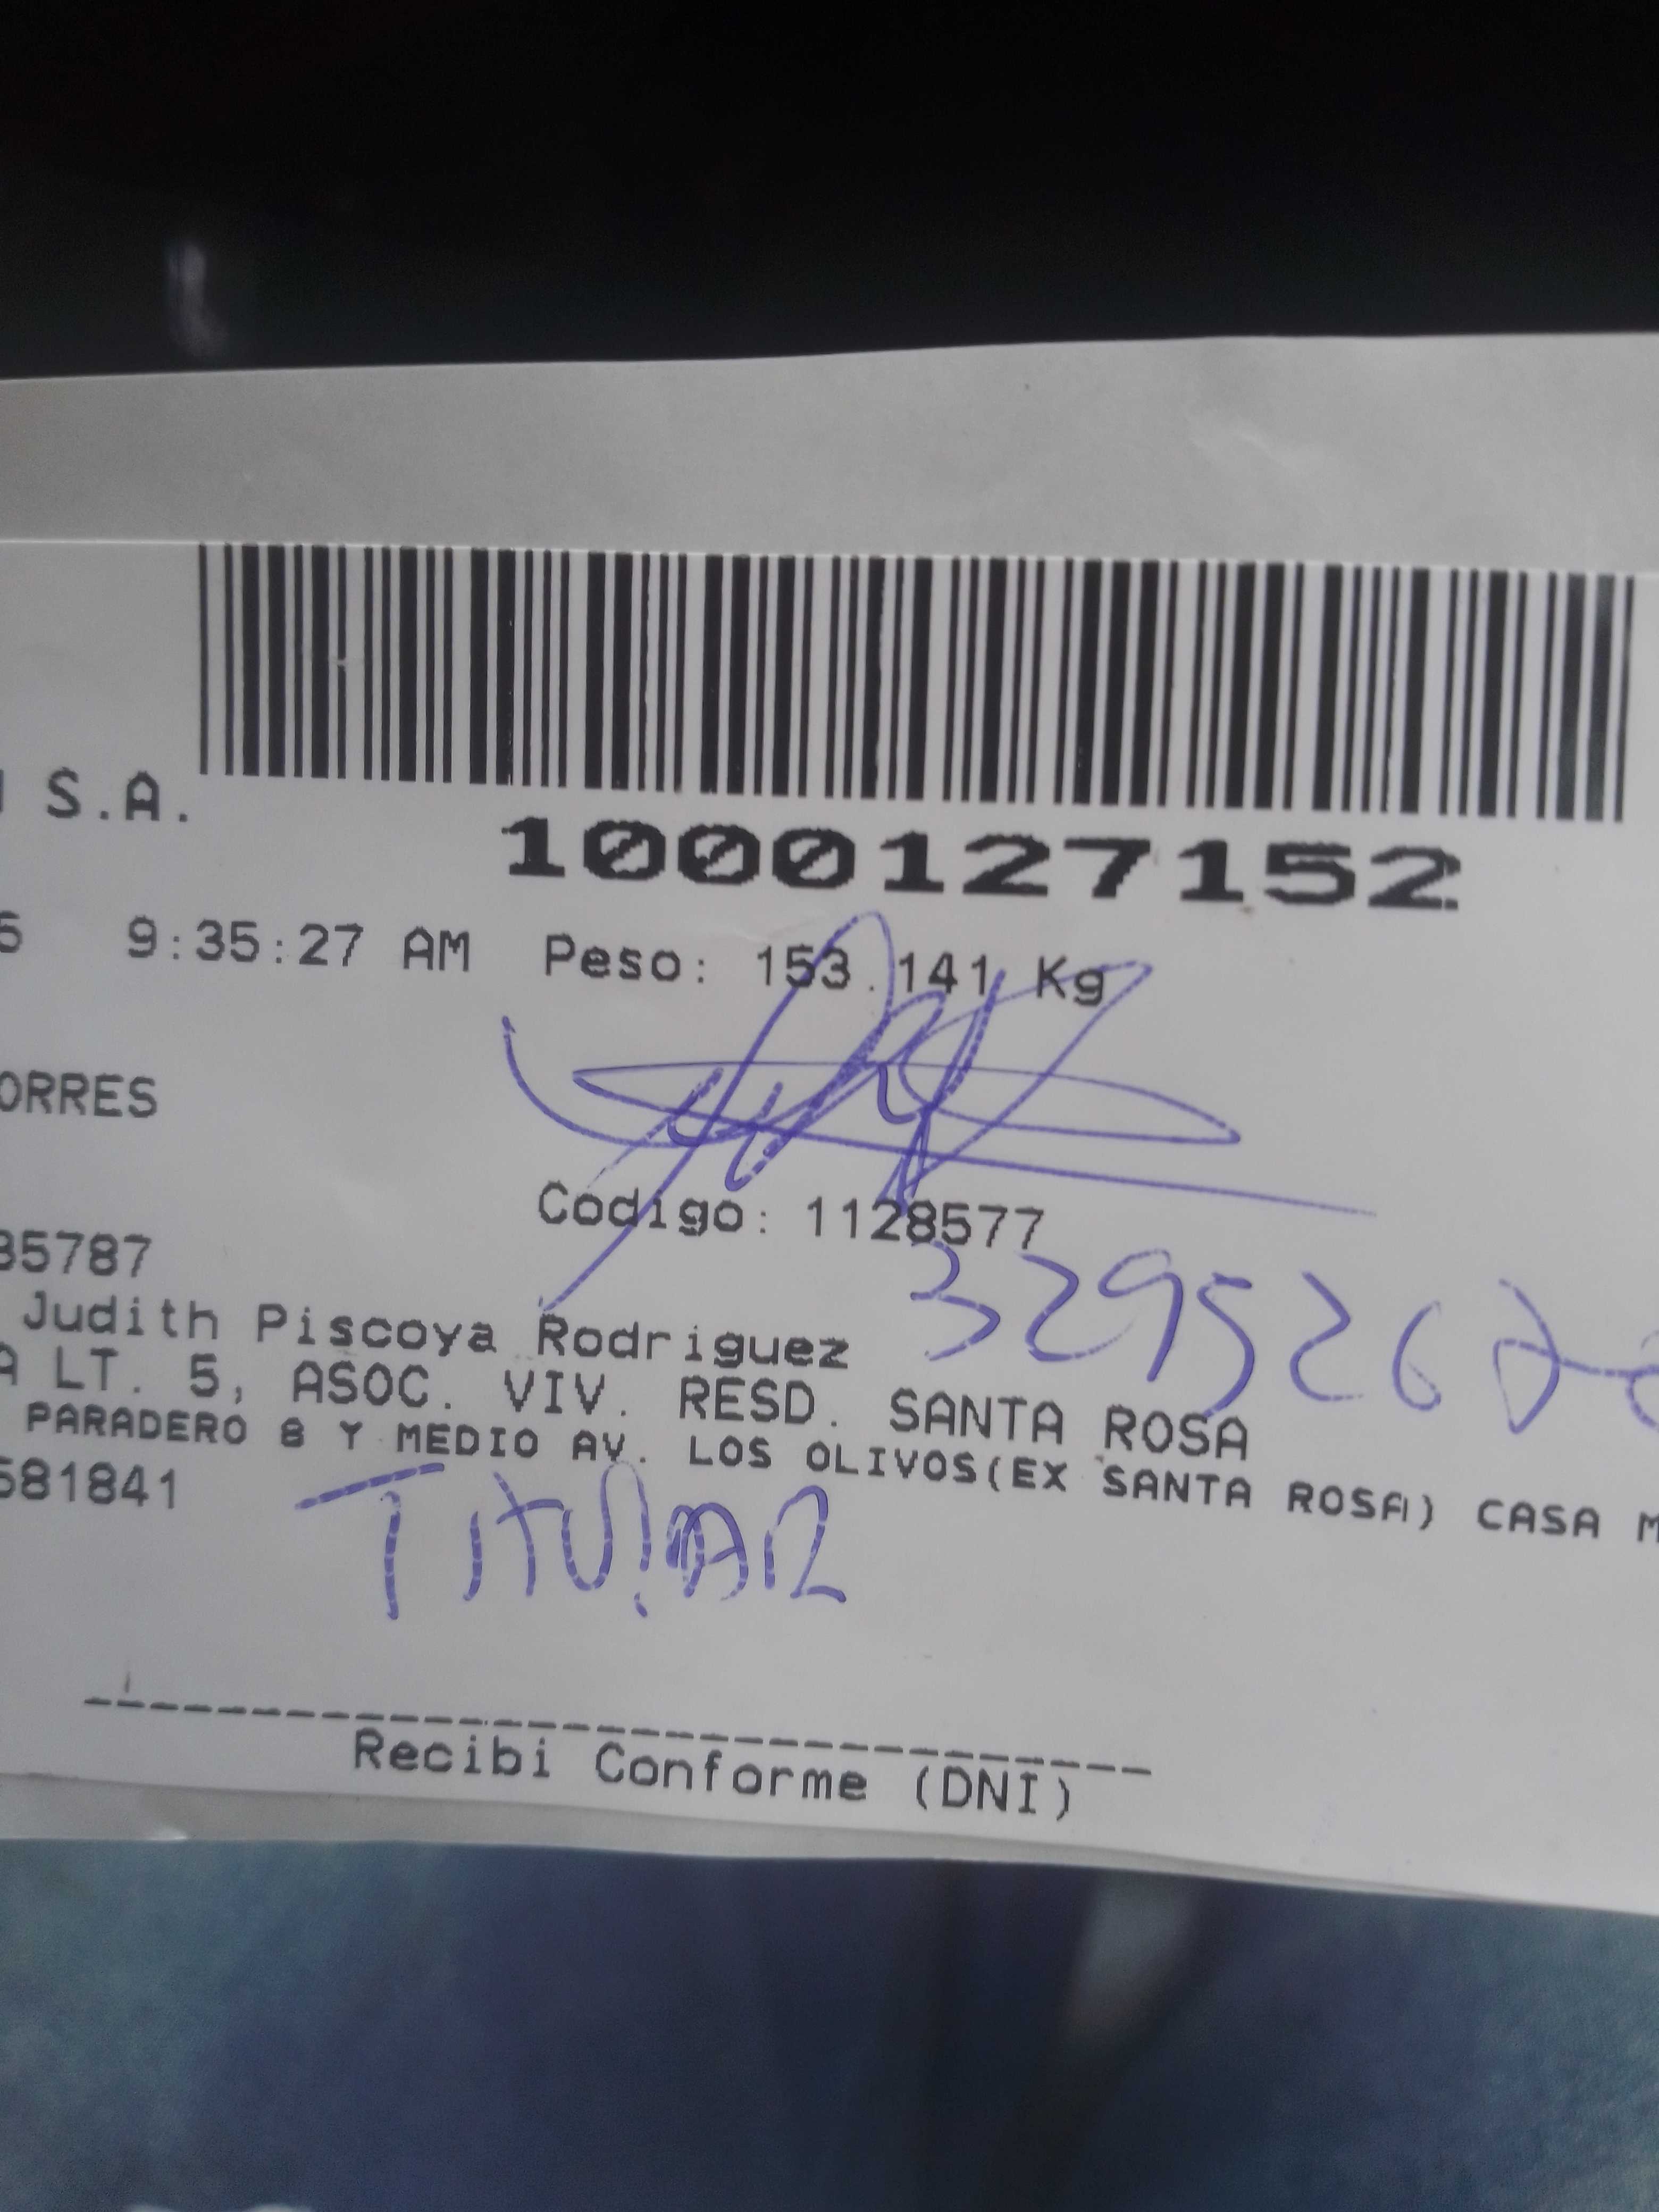 S.A.
1000127152
9:35:27 AM Peso: 153.141 Kg
ORRES
Codigo: 1128577
35787
Judith Piscoya Rodriguez
A LT. 5, ASOC. VIV. RESD. SANTA ROSA
PARADERO 8 Y MEDIO AV. LOS OLIVOS(EX SANTA ROSA) CASA M
581841
TITULAR
Recibi Conforme (DNI)